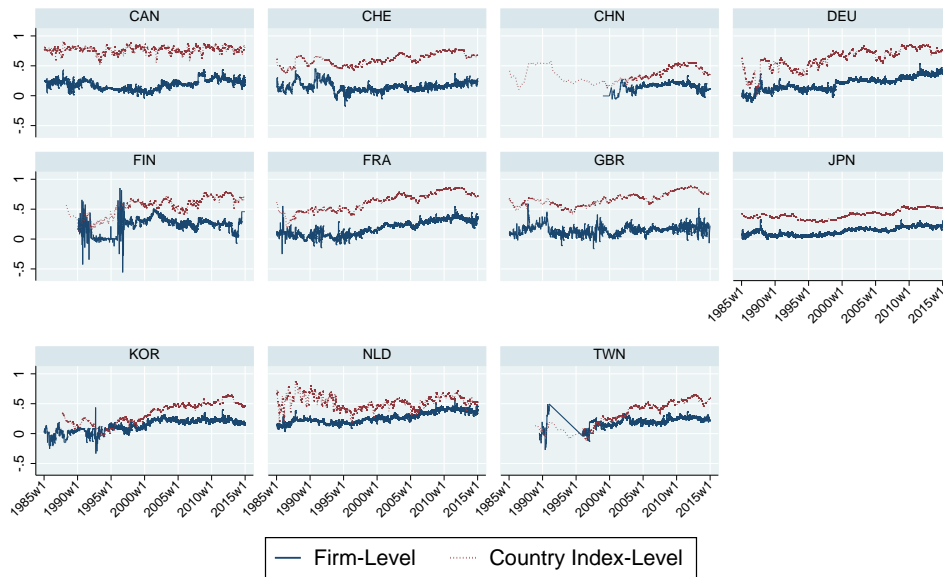 CAN CHE CHN DEU
-.5 0 .5 1
FIN FRA GBR JPN
-.5 0 .5 1
1985w1 1990w1 1995w1 2000w1 2005w1 2010w1 2015w1
KOR NLD TWN
-.5 0 .5 1
1985w1 1990w1 1995w1 2000w1 2005w1 2010w1 2015w1 1985w1 1990w1 1995w1 2000w1 2005w1 2010w1 2015w1 1985w1 1990w1 1995w1 2000w1 2005w1 2010w1 2015w1
Firm-Level Country Index-Level